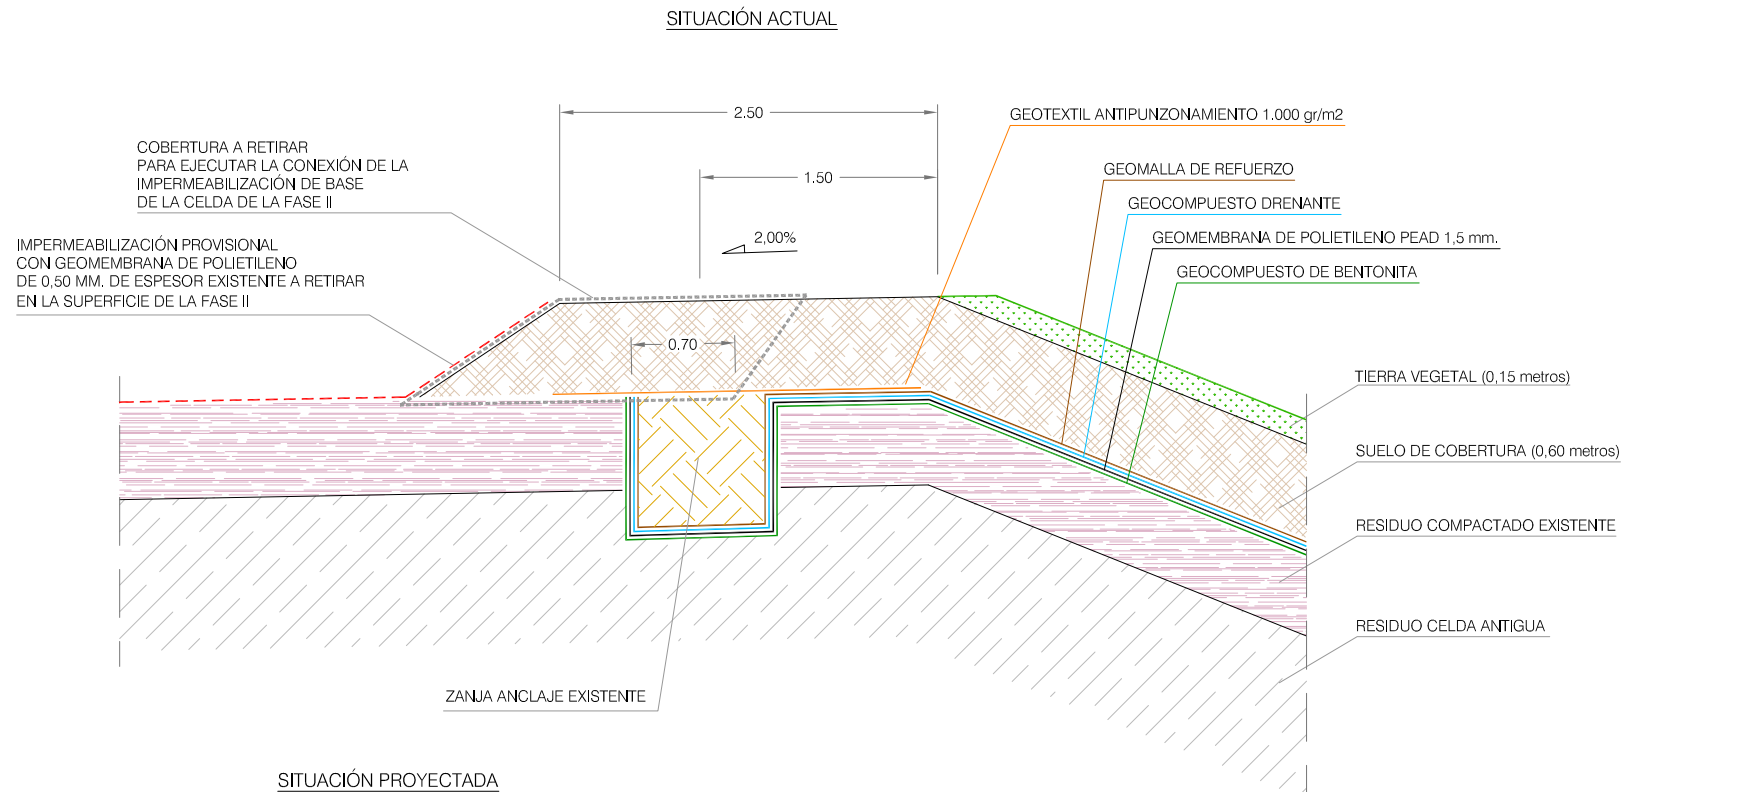 SITUACIÓN ACTUAL
2.50
GEOTEXTIL ANTIPUNZONAMIENTO 1.000 gr/m2
COBERTURA A RETIRAR
PARA EJECUTAR LA CONEXIÓN DE LA
IMPERMEABILIZACIÓN DE BASE
DE LA CELDA DE LA FASE II
1.50
GEOMALLA DE REFUERZO
GEOCOMPUESTO DRENANTE
2,00%
GEOMEMBRANA DE POLIETILENO PEAD 1,5 mm.
IMPERMEABILIZACIÓN PROVISIONAL
CON GEOMEMBRANA DE POLIETILENO
DE 0,50 MM. DE ESPESOR EXISTENTE A RETIRAR
EN LA SUPERFICIE DE LA FASE II
GEOCOMPUESTO DE BENTONITA
0.70
TIERRA VEGETAL (0,15 metros)
SUELO DE COBERTURA (0,60 metros)
RESIDUO COMPACTADO EXISTENTE
RESIDUO CELDA ANTIGUA
ZANJA ANCLAJE EXISTENTE
SITUACIÓN PROYECTADA